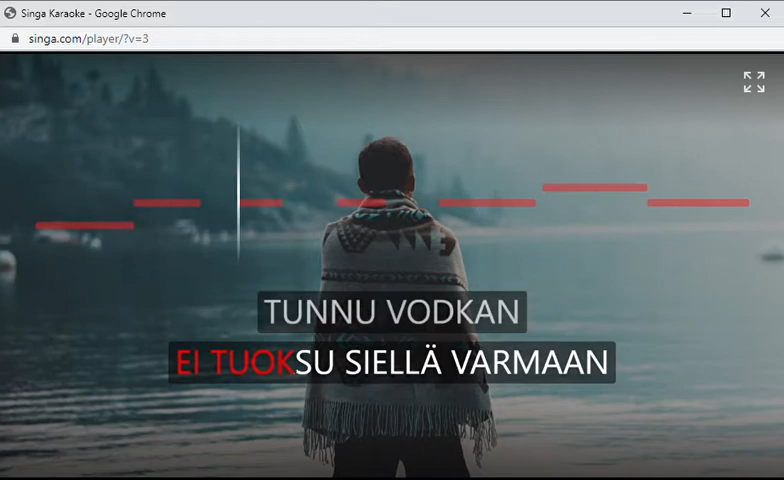 Singa Karaoke - Google Chrome
singa.com/player/?v=3
TUNNU VODKAN
EI TUOKSU SIELLÄ VARMAAN